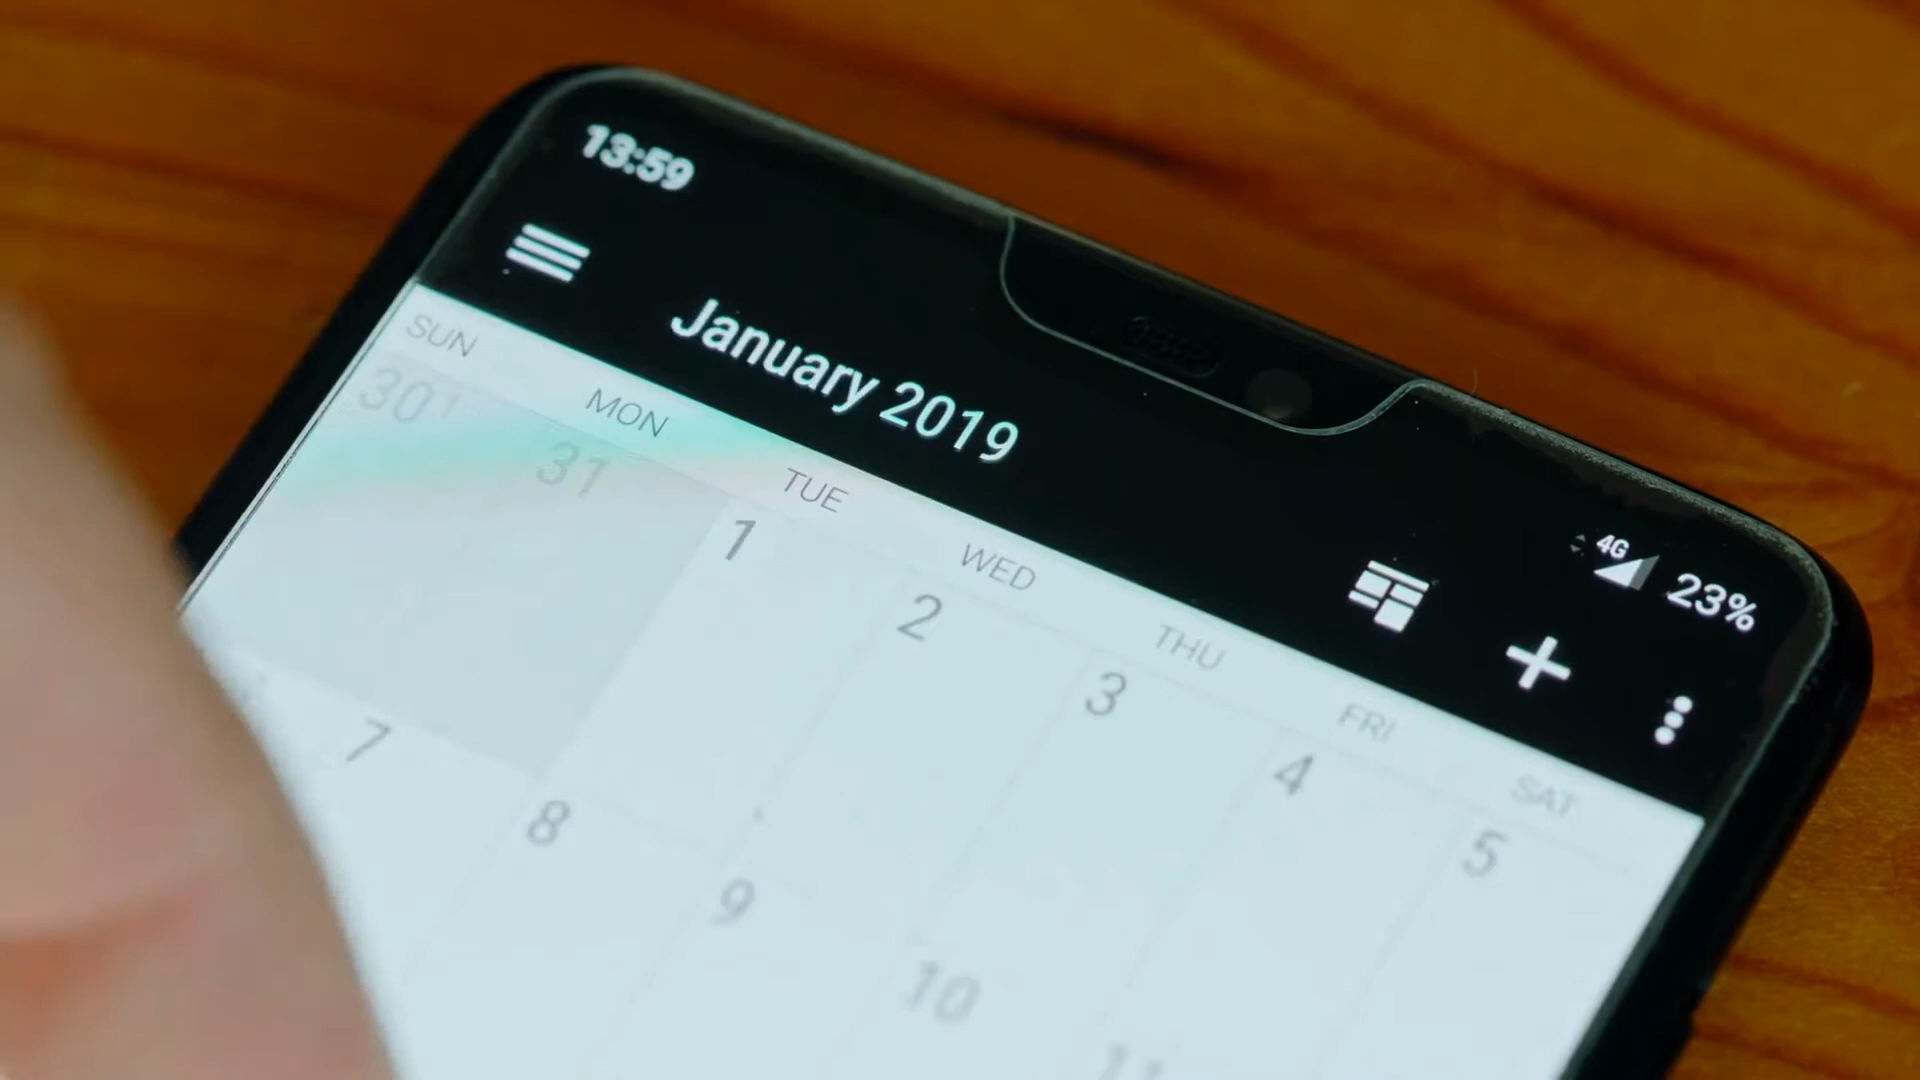 13:59
4G 23%
January 2019
SUN MON TUE WED THU FRI SAT
30 31 1 2 3 4 5
7 8 9 10 11